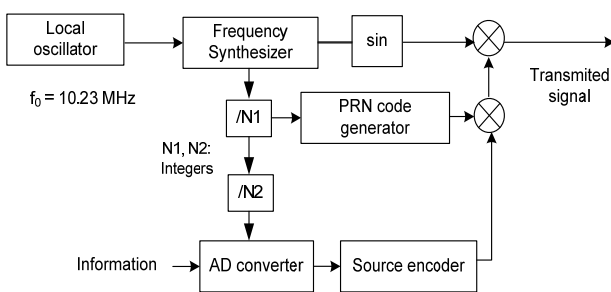 Local
oscillator
Frequency
Synthesizer
sin
Transmited
signal
f₀ = 10.23 MHz
/N1
PRN code
generator
N1, N2:
Integers
/N2
Information
AD converter
Source encoder